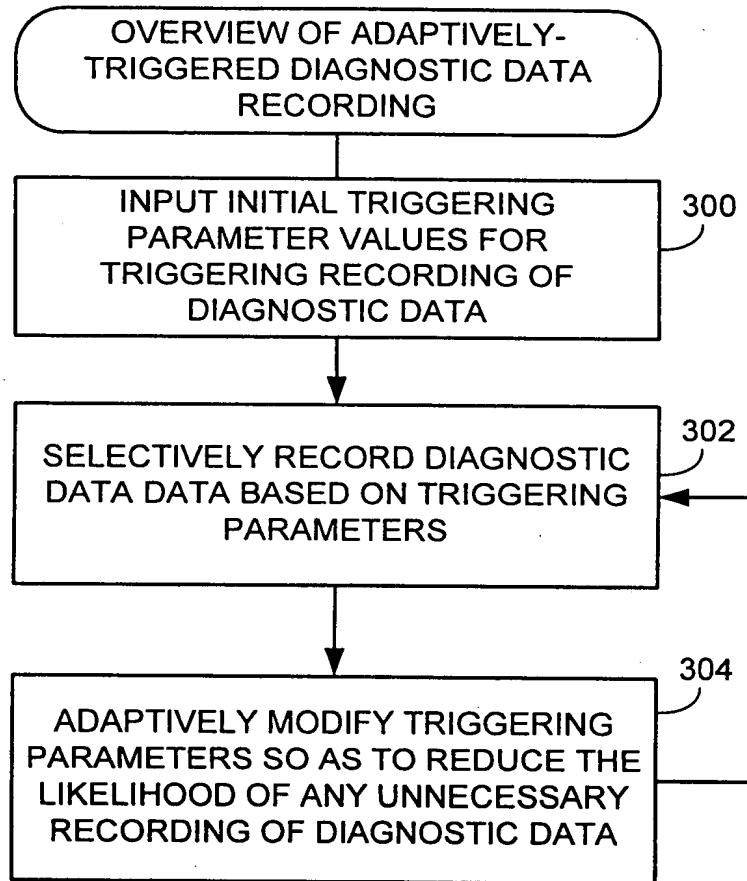 OVERVIEW OF ADAPTIVELY-
TRIGGERED DIAGNOSTIC DATA
RECORDING
INPUT INITIAL TRIGGERING
PARAMETER VALUES FOR
TRIGGERING RECORDING OF
DIAGNOSTIC DATA
300
SELECTIVELY RECORD DIAGNOSTIC
DATA DATA BASED ON TRIGGERING
PARAMETERS
302
ADAPTIVELY MODIFY TRIGGERING
PARAMETERS SO AS TO REDUCE THE
LIKELIHOOD OF ANY UNNECESSARY
RECORDING OF DIAGNOSTIC DATA
304